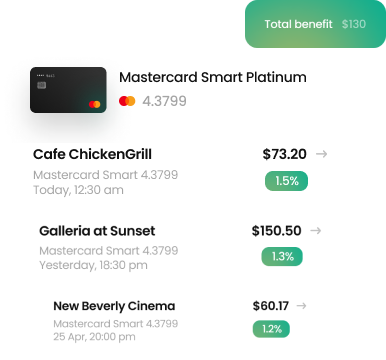 Total benefit $130
Mastercard Smart Platinum
4.3799
Cafe ChickenGrill $73.20 →
Mastercard Smart 4.3799
Today, 12:30 am
1.5%
Galleria at Sunset $150.50 →
Mastercard Smart 4.3799
Yesterday, 18:30 pm
1.3%
New Beverly Cinema $60.17 →
Mastercard Smart 4.3799
25 Apr, 20:00 pm
1.2%